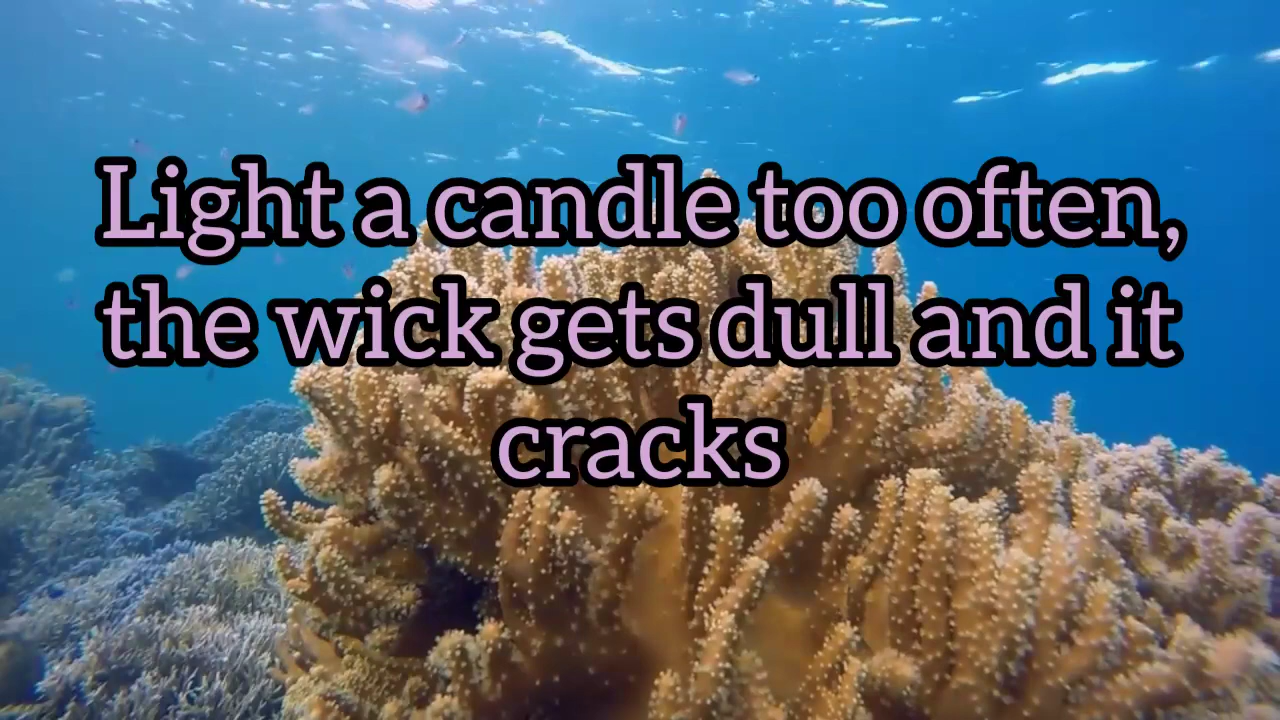 Light a candle too often,
the wick gets dull and it
cracks